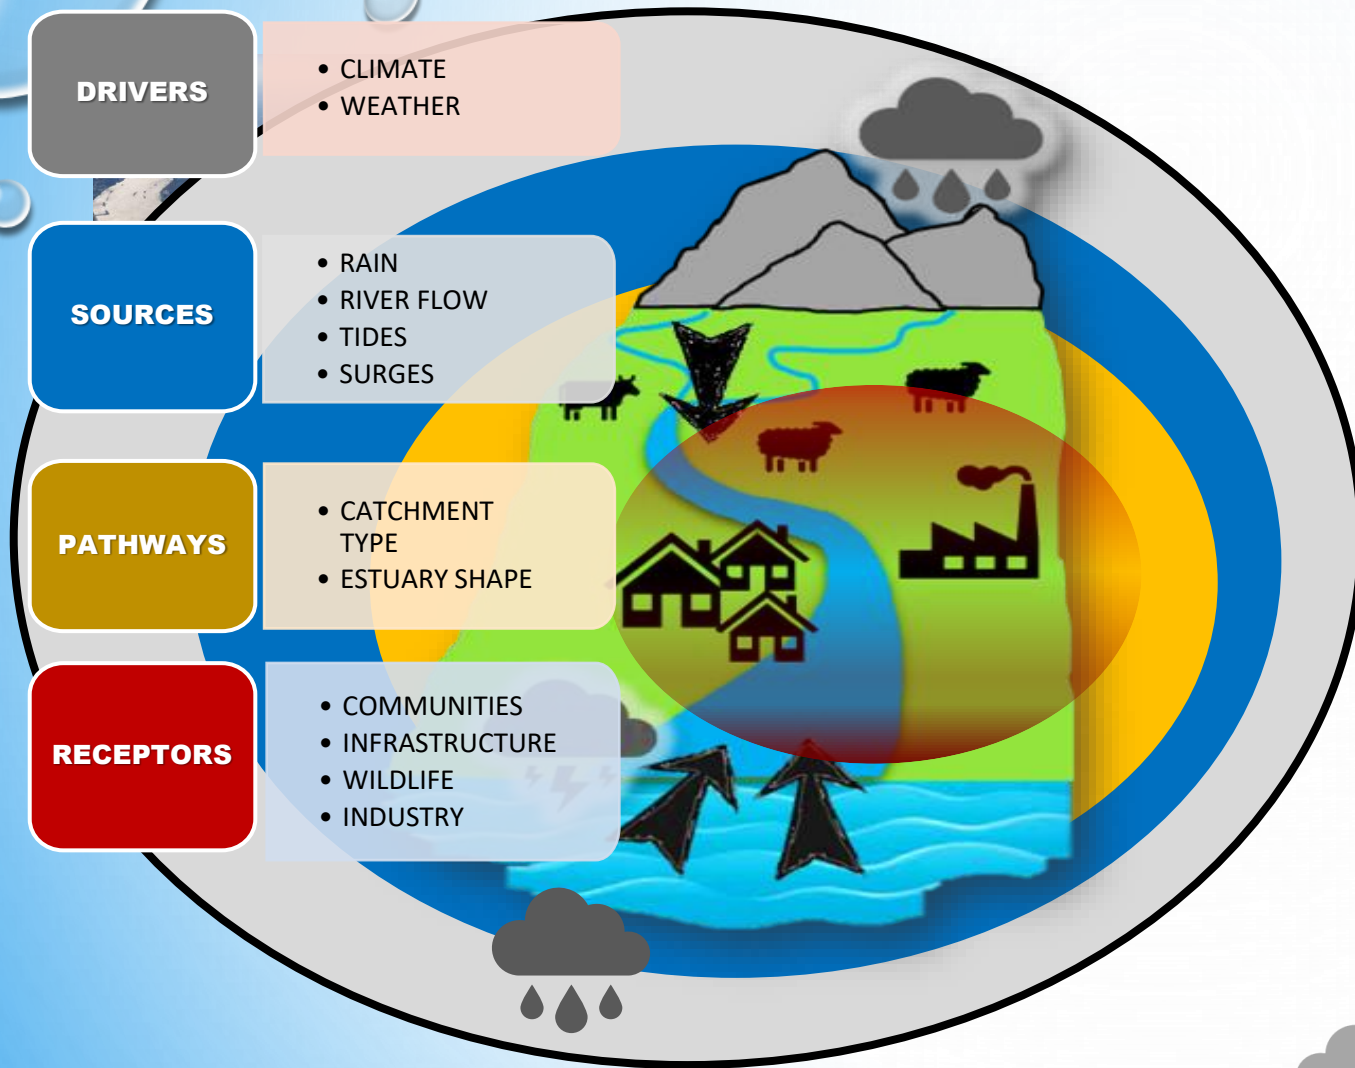 DRIVERS
• CLIMATE
• WEATHER
SOURCES
• RAIN
• RIVER FLOW
• TIDES
• SURGES
PATHWAYS
• CATCHMENT
TYPE
• ESTUARY SHAPE
RECEPTORS
• COMMUNITIES
• INFRASTRUCTURE
• WILDLIFE
• INDUSTRY